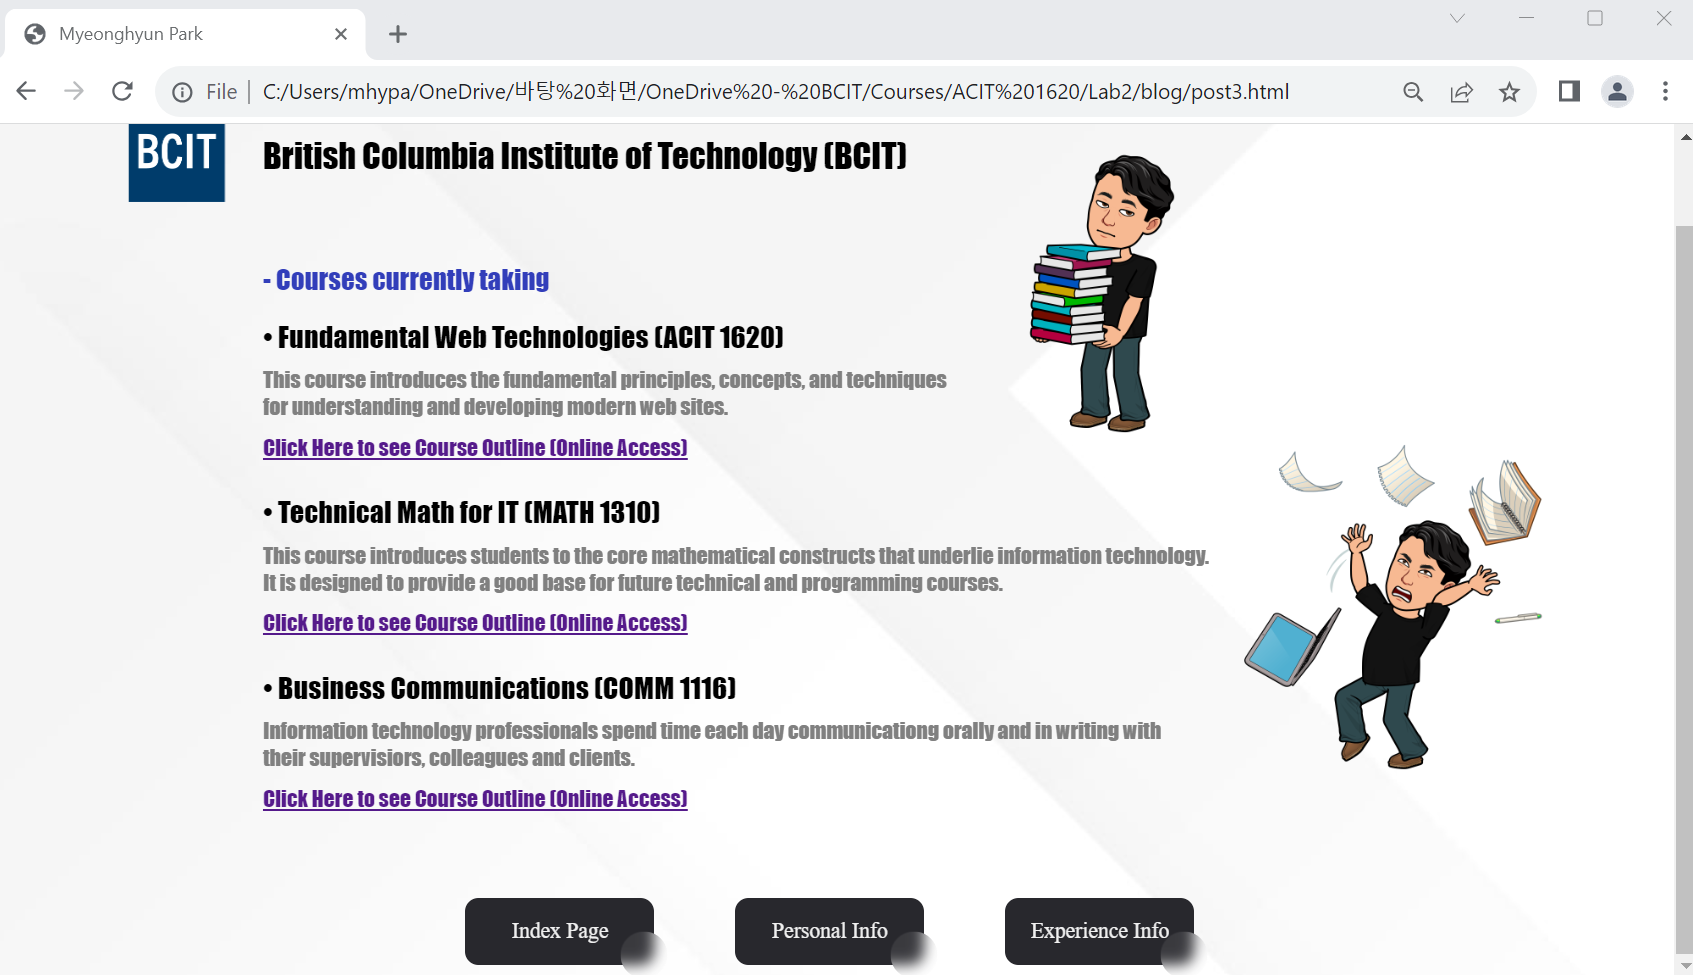 Myeonghyun Park
File
C:/Users/mhypa/OneDrive/바탕%20화면/OneDrive%20-%20BCIT/Courses/ACIT%201620/Lab2/blog/post3.html
BCIT
British Columbia Institute of Technology (BCIT)
- Courses currently taking
• Fundamental Web Technologies (ACIT 1620)
This course introduces the fundamental principles, concepts, and techniques
for understanding and developing modern web sites.
Click Here to see Course Outline (Online Access)
• Technical Math for IT (MATH 1310)
This course introduces students to the core mathematical constructs that underlie information technology.
It is designed to provide a good base for future technical and programming courses.
Click Here to see Course Outline (Online Access)
• Business Communications (COMM 1116)
Information technology professionals spend time each day communicationg orally and in writing with
their supervisiors, colleagues and clients.
Click Here to see Course Outline (Online Access)
Index Page
Personal Info
Experience Info